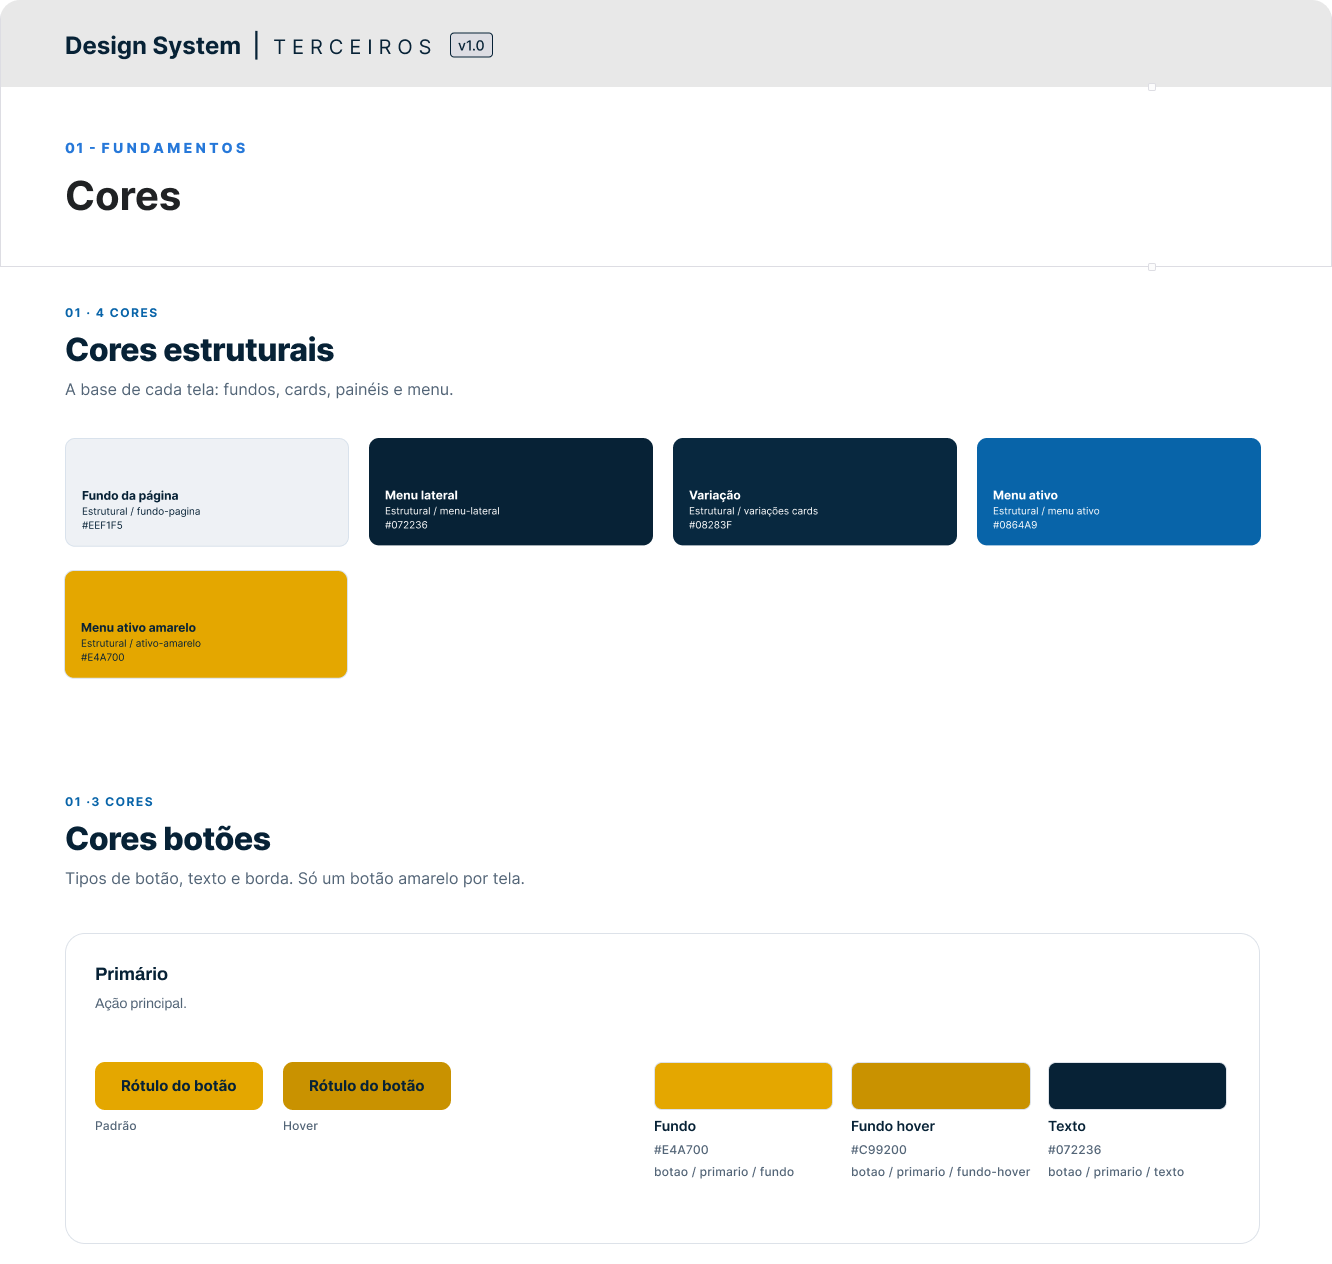 Design System | TERCEIROS v1.0
01 - FUNDAMENTOS
Cores
01 · 4 CORES
Cores estruturais
A base de cada tela: fundos, cards, painéis e menu.
Fundo da página
Estrutural / fundo-pagina
#EEF1F5
Menu lateral
Estrutural / menu-lateral
#072236
Variação
Estrutural / variações cards
#08283F
Menu ativo
Estrutural / menu ativo
#0864A9
Menu ativo amarelo
Estrutural / ativo-amarelo
#E4A700
01 ·3 CORES
Cores botões
Tipos de botão, texto e borda. Só um botão amarelo por tela.
Primário
Ação principal.
Rótulo do botão
Padrão
Rótulo do botão
Hover
Fundo
#E4A700
botao / primario / fundo
Fundo hover
#C99200
botao / primario / fundo-hover
Texto
#072236
botao / primario / texto